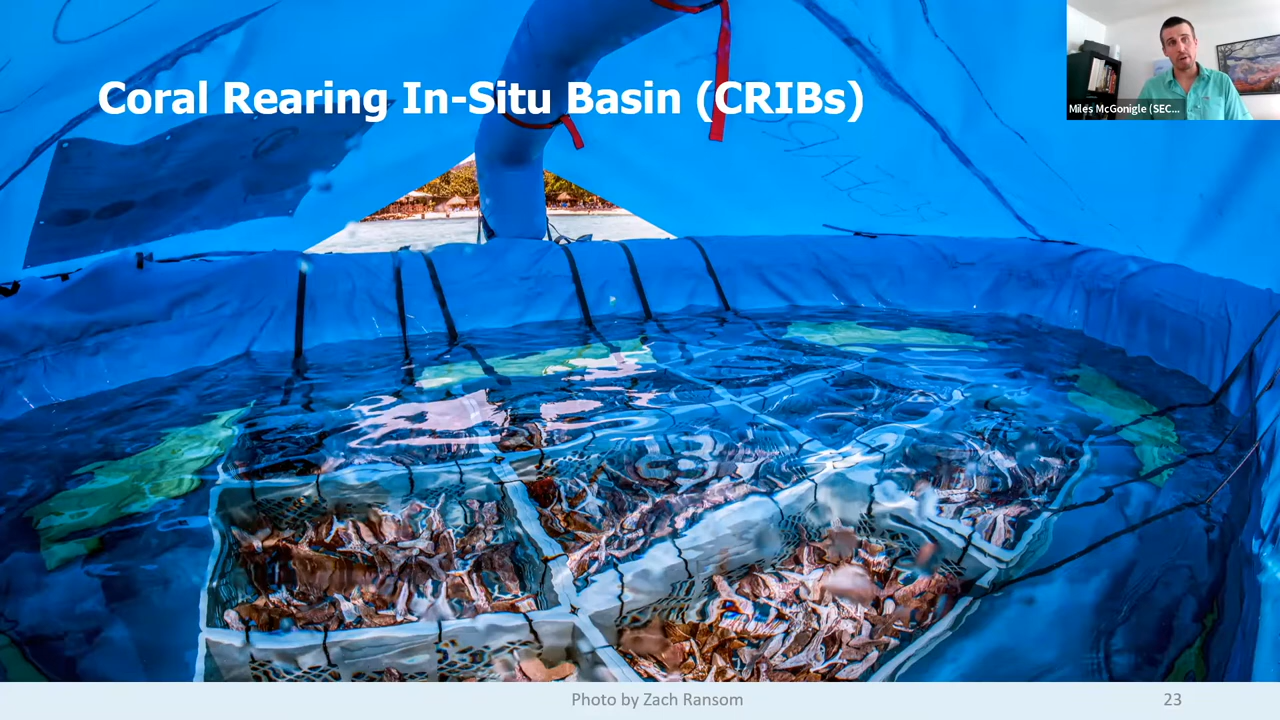 Coral Rearing In-Situ Basin (CRIBs)
Miles McGonigle (SEC...
Photo by Zach Ransom
23